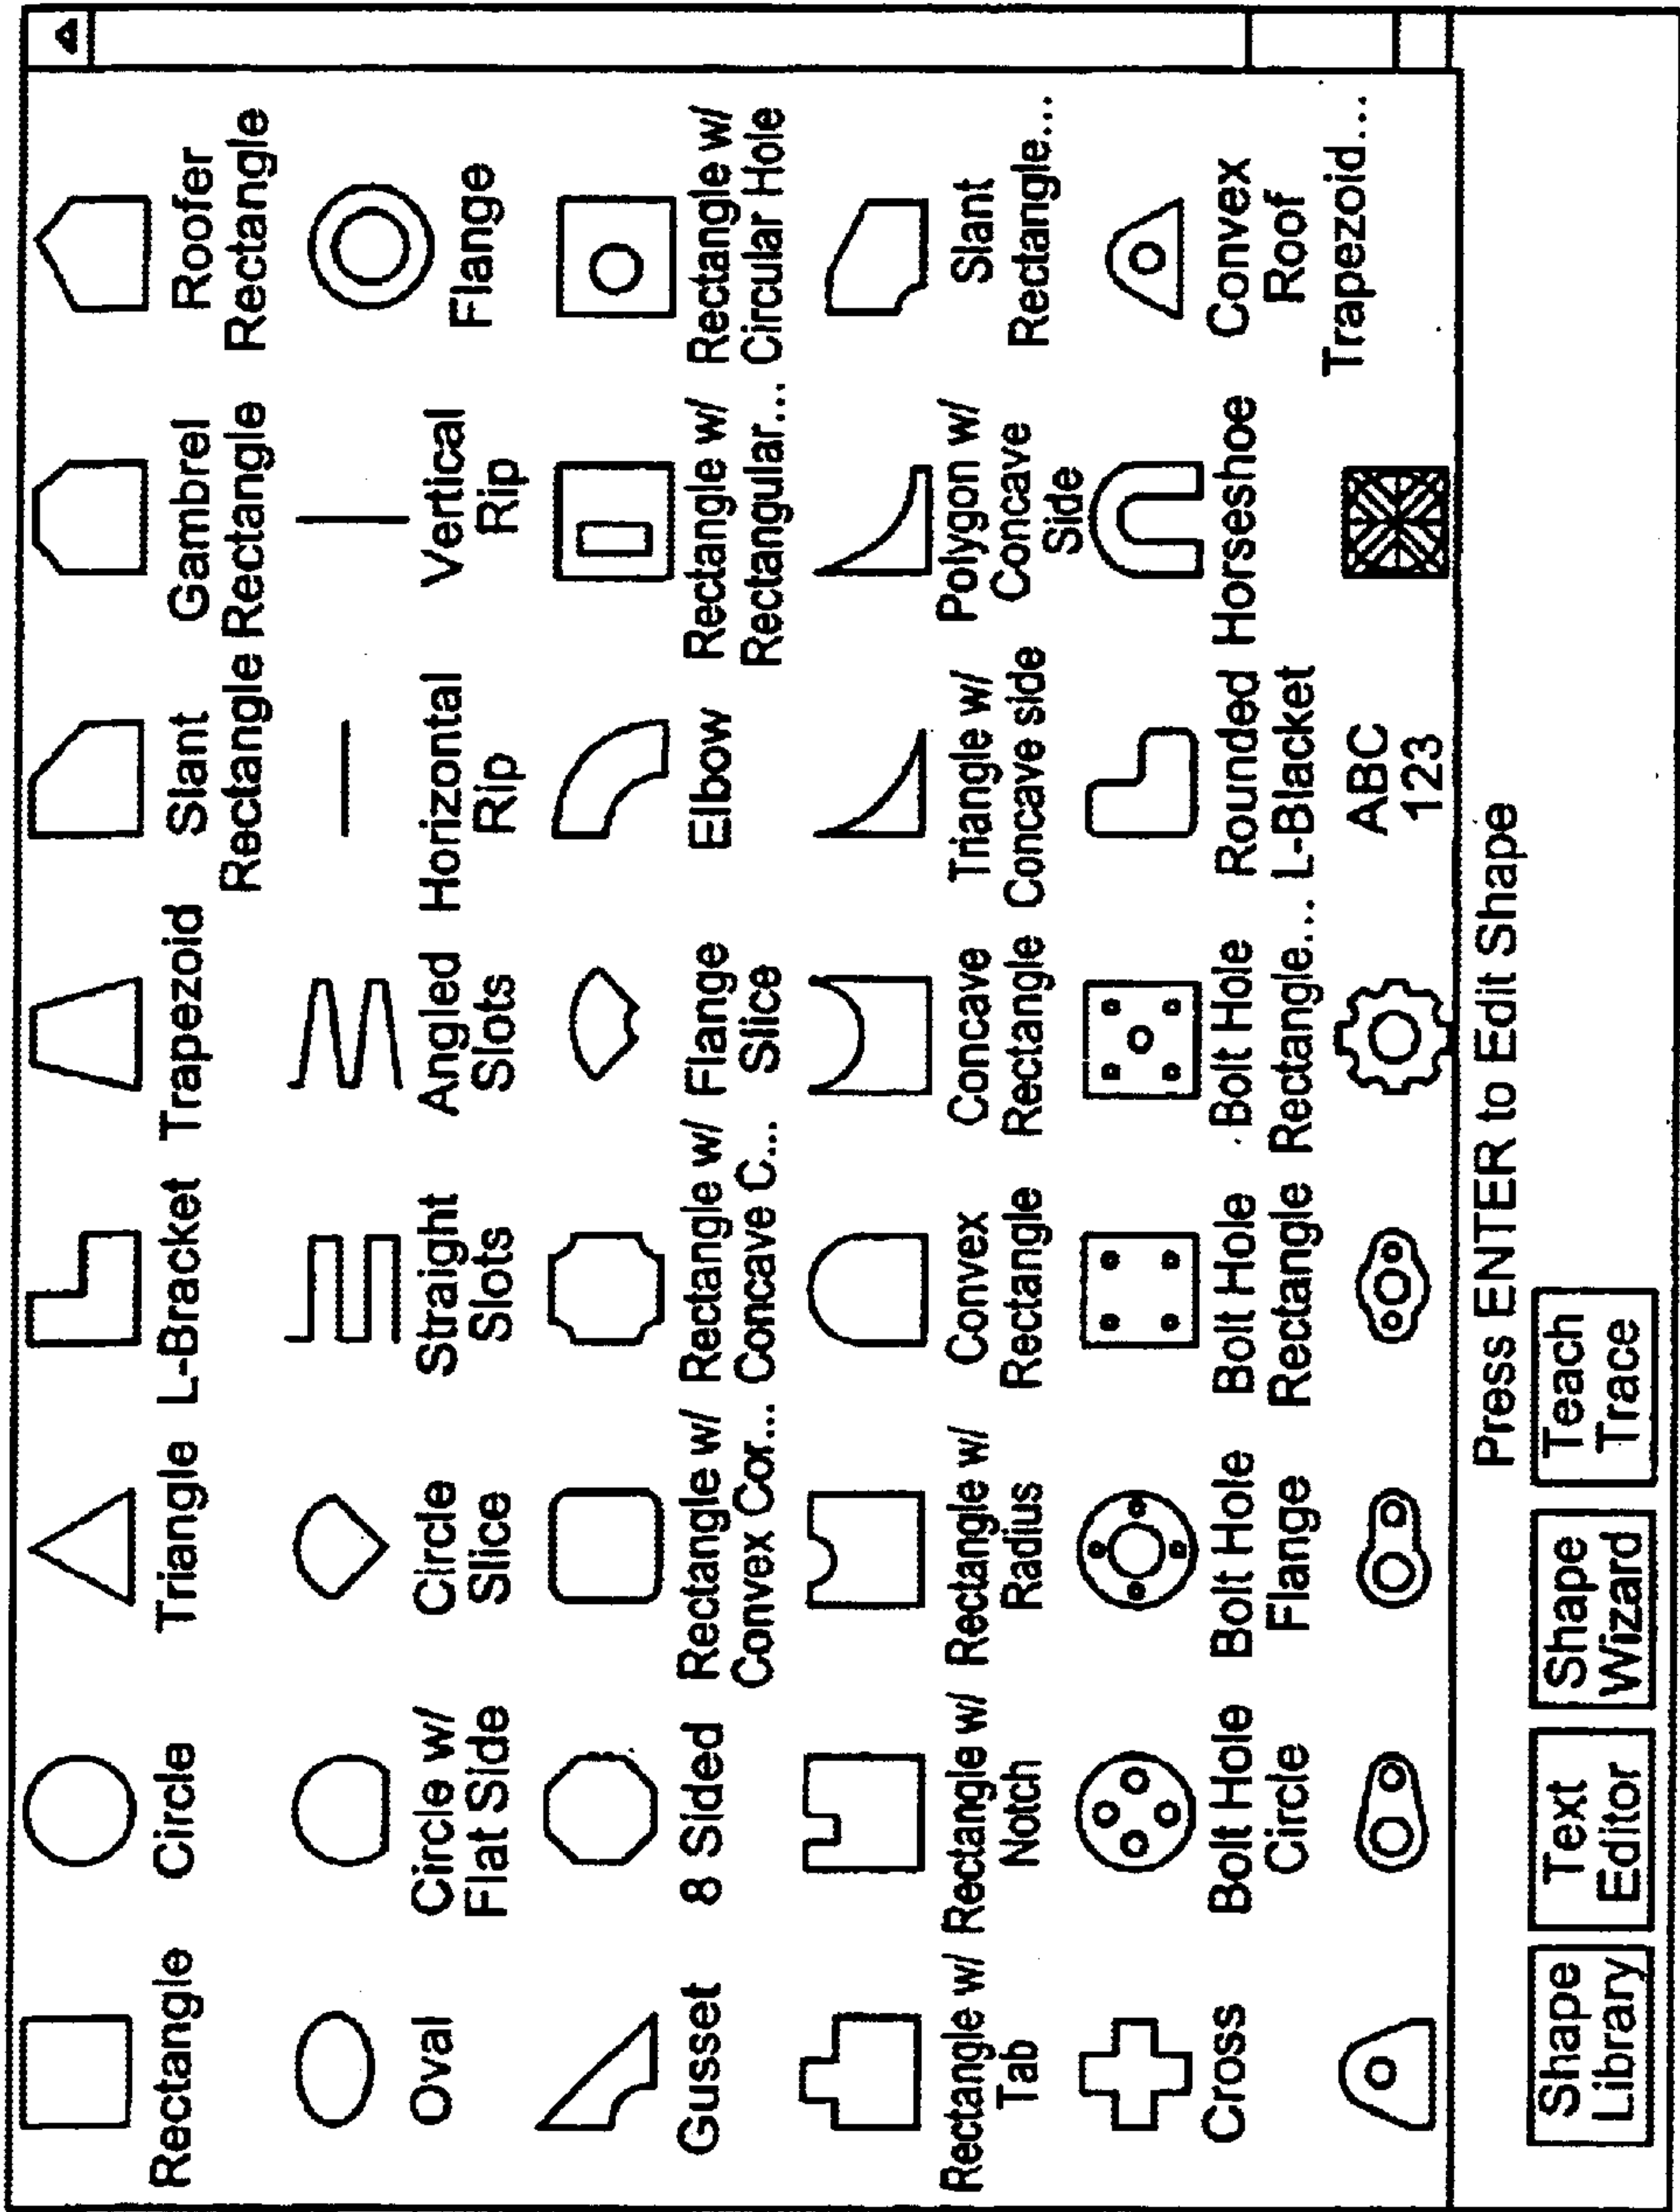 Rectangle
Circle
Triangle
L-Bracket
Trapezoid
Slant
Rectangle
Gambrel
Rectangle
Roofer
Rectangle
Oval
Circle w/
Flat Side
Circle
Slice
Straight
Slots
Angled
Slots
Horizontal
Rip
Vertical
Rip
Flange
Gusset
8 Sided
Rectangle w/
Convex Cor...
Rectangle w/
Concave C...
Flange
Slice
Elbow
Rectangle w/
Rectangular...
Rectangle w/
Circular Hole
Rectangle w/
Tab
Rectangle w/
Notch
Rectangle w/
Radius
Convex
Rectangle
Concave
Rectangle
Triangle w/
Concave side
Polygon w/
Concave
Side
Slant
Rectangle...
Cross
Bolt Hole
Circle
Bolt Hole
Flange
Bolt Hole
Rectangle
Bolt Hole
Rectangle...
Rounded
L-Blacket
Horseshoe
Convex
Roof
Trapezoid...
ABC
123
Press ENTER to Edit Shape
Shape
Library
Text
Editor
Shape
Wizard
Teach
Trace